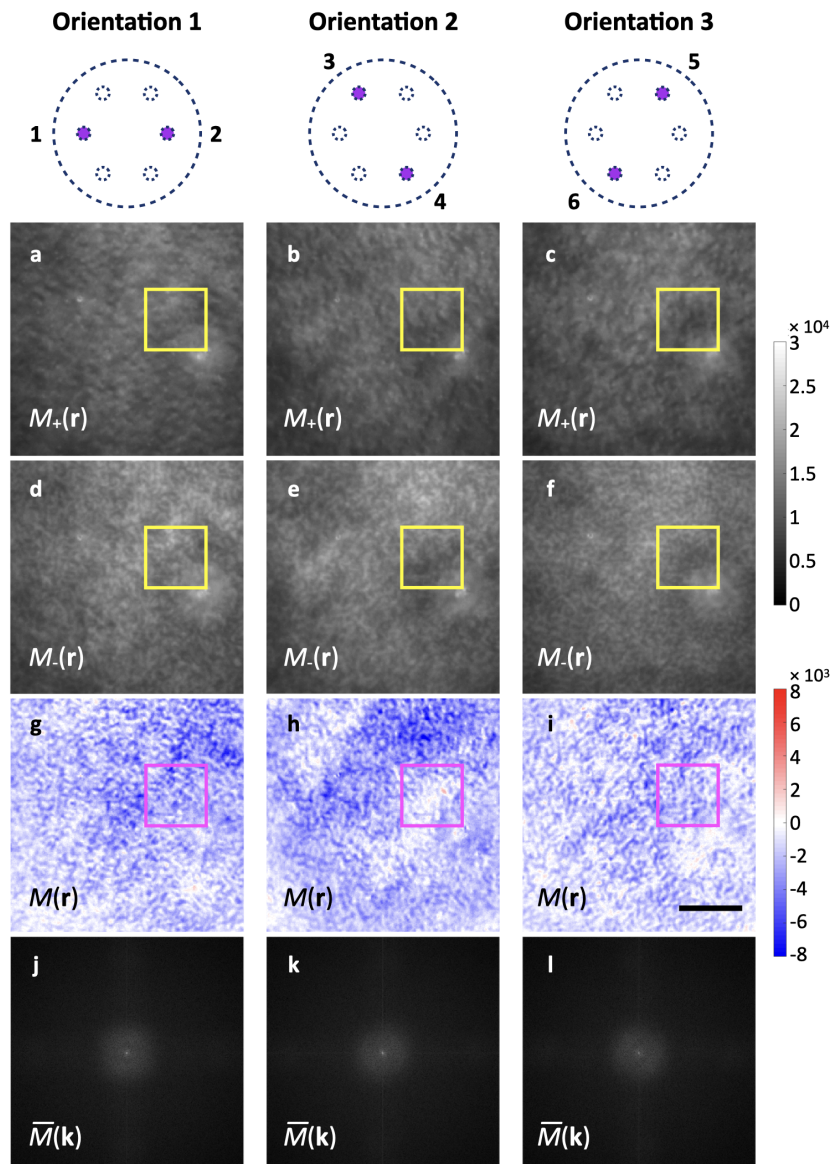 Orientation 1 Orientation 2 Orientation 3
3 5
1 2
4 6
a b c
× 10⁴
3
2.5
2
1.5
1
0.5
0
M₊(r) M₊(r) M₊(r)
d e f
M₋(r) M₋(r) M₋(r)
× 10³
8
6
4
2
0
-2
-4
-6
-8
g h i
M(r) M(r) M(r)
j k l
M̅(k) M̅(k) M̅(k)